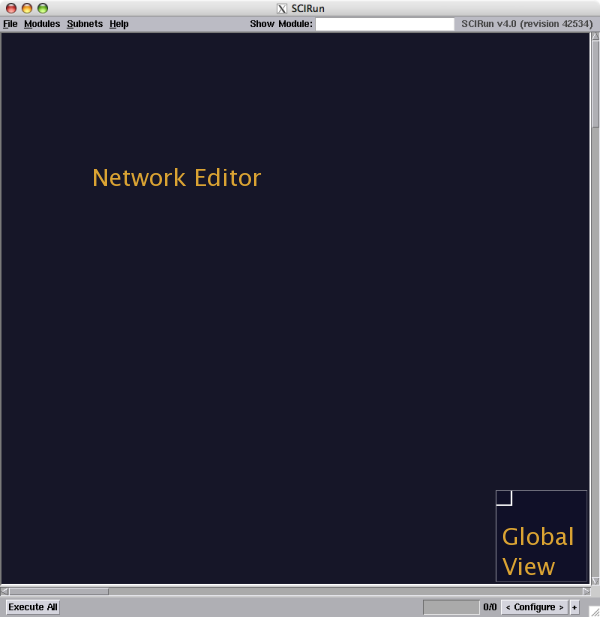 SCIRun
File Modules Subnets Help Show Module: SCIRun v4.0 (revision 42534)
Network Editor
Global
View
Execute All 0/0 < Configure > +